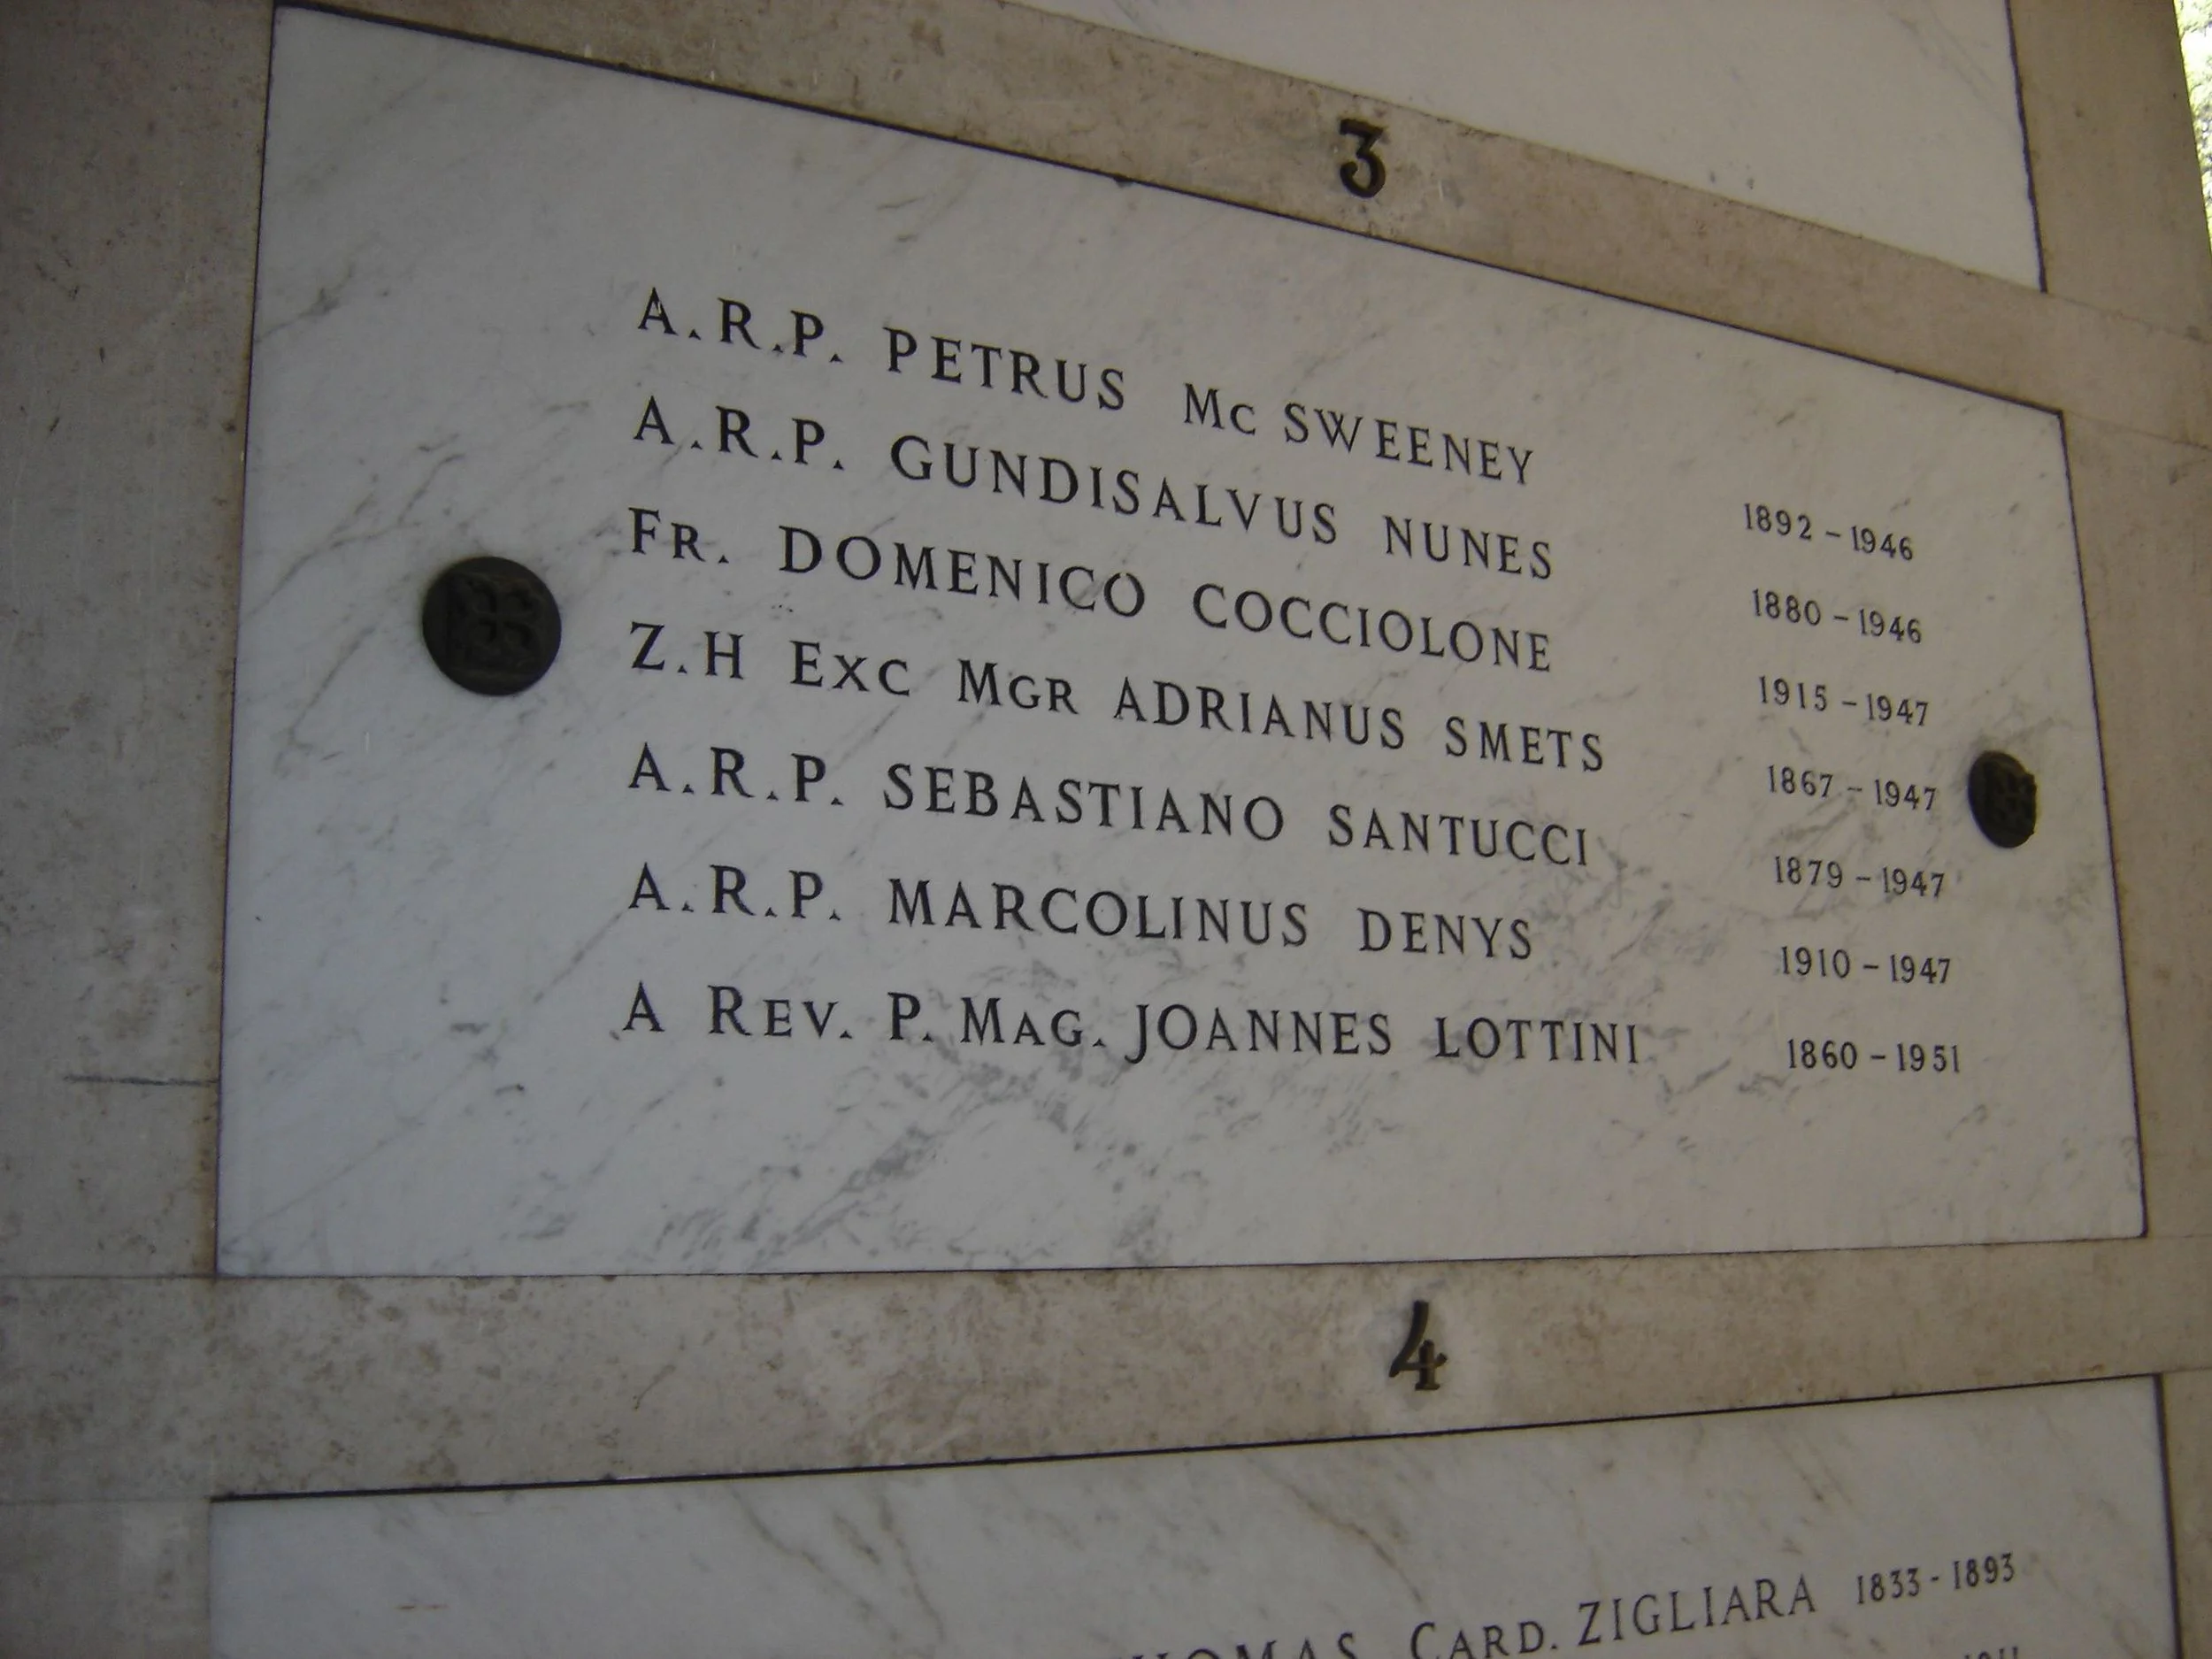 3
A.R.P. PETRUS Mc SWEENEY 1892 - 1946
A.R.P. GUNDISALVUS NUNES 1880 - 1946
FR. DOMENICO COCCIOLONE 1915 - 1947
Z.H EXC MGR ADRIANUS SMETS 1867 - 1947
A.R.P. SEBASTIANO SANTUCCI 1879 - 1947
A.R.P. MARCOLINUS DENYS 1910 - 1947
A REV. P. MAG. JOANNES LOTTINI 1860 - 1951
4
CARD. ZIGLIARA 1833 - 1893